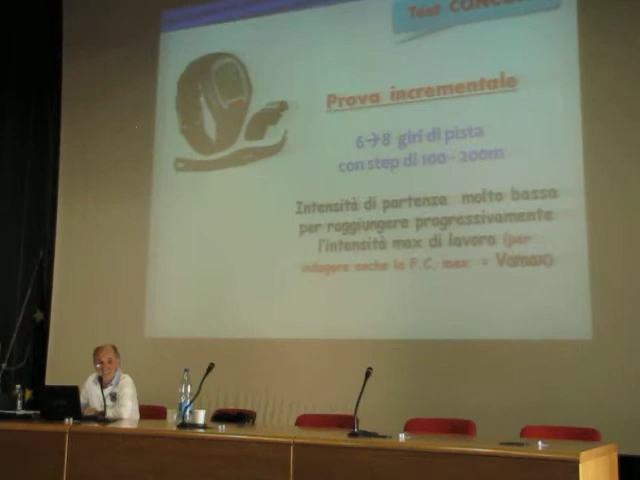 Test
Prova incrementale
6→8 giri di pista
con step di 100 - 200m
Intensità di partenza molto bassa
per raggiungere progressivamente
l'intensità max di lavoro (per
indagare anche la F.C. max = Vamax)